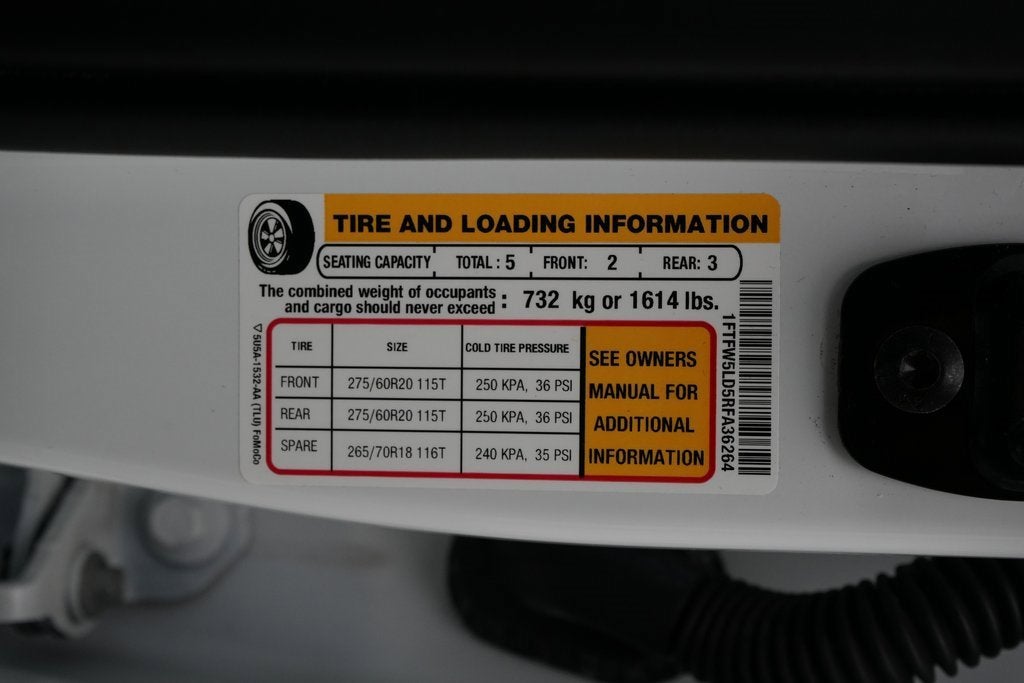 TIRE AND LOADING INFORMATION
SEATING CAPACITY TOTAL : 5 FRONT: 2 REAR: 3
The combined weight of occupants
and cargo should never exceed : 732 kg or 1614 lbs.
TIRE SIZE COLD TIRE PRESSURE
FRONT 275/60R20 115T 250 KPA, 36 PSI
REAR 275/60R20 115T 250 KPA, 36 PSI
SPARE 265/70R18 116T 240 KPA, 35 PSI
SEE OWNERS
MANUAL FOR
ADDITIONAL
INFORMATION
5U5A-1532-AA (TLU) FoMoCo
1FTFW5LD5RFA36264